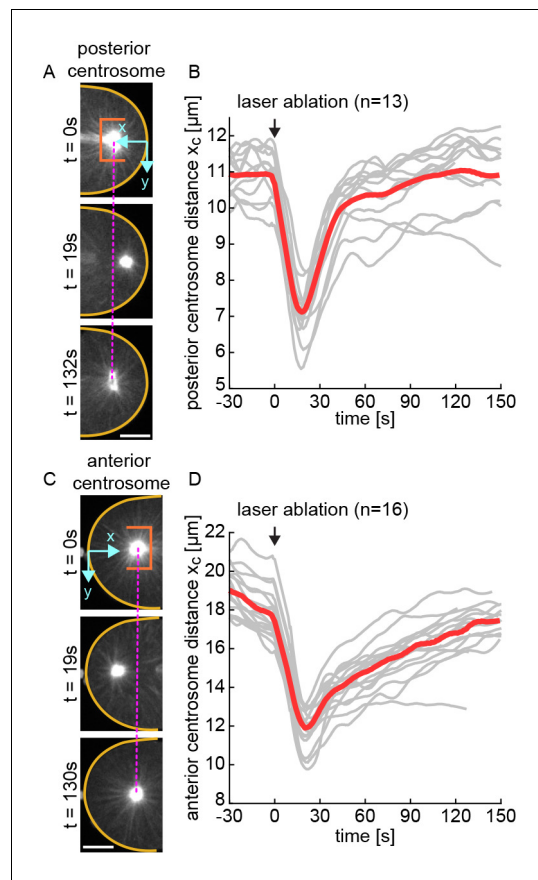 A
posterior
centrosome
t = 0s
x
y
t = 19s
t = 132s
B
laser ablation (n=13)
posterior centrosome distance xc [µm]
12
11
10
9
8
7
6
5
-30 0 30 60 90 120 150
time [s]
C
anterior
centrosome
t = 0s
x
y
t = 19s
t = 130s
D
laser ablation (n=16)
anterior centrosome distance xc [µm]
22
20
18
16
14
12
10
8
-30 0 30 60 90 120 150
time [s]